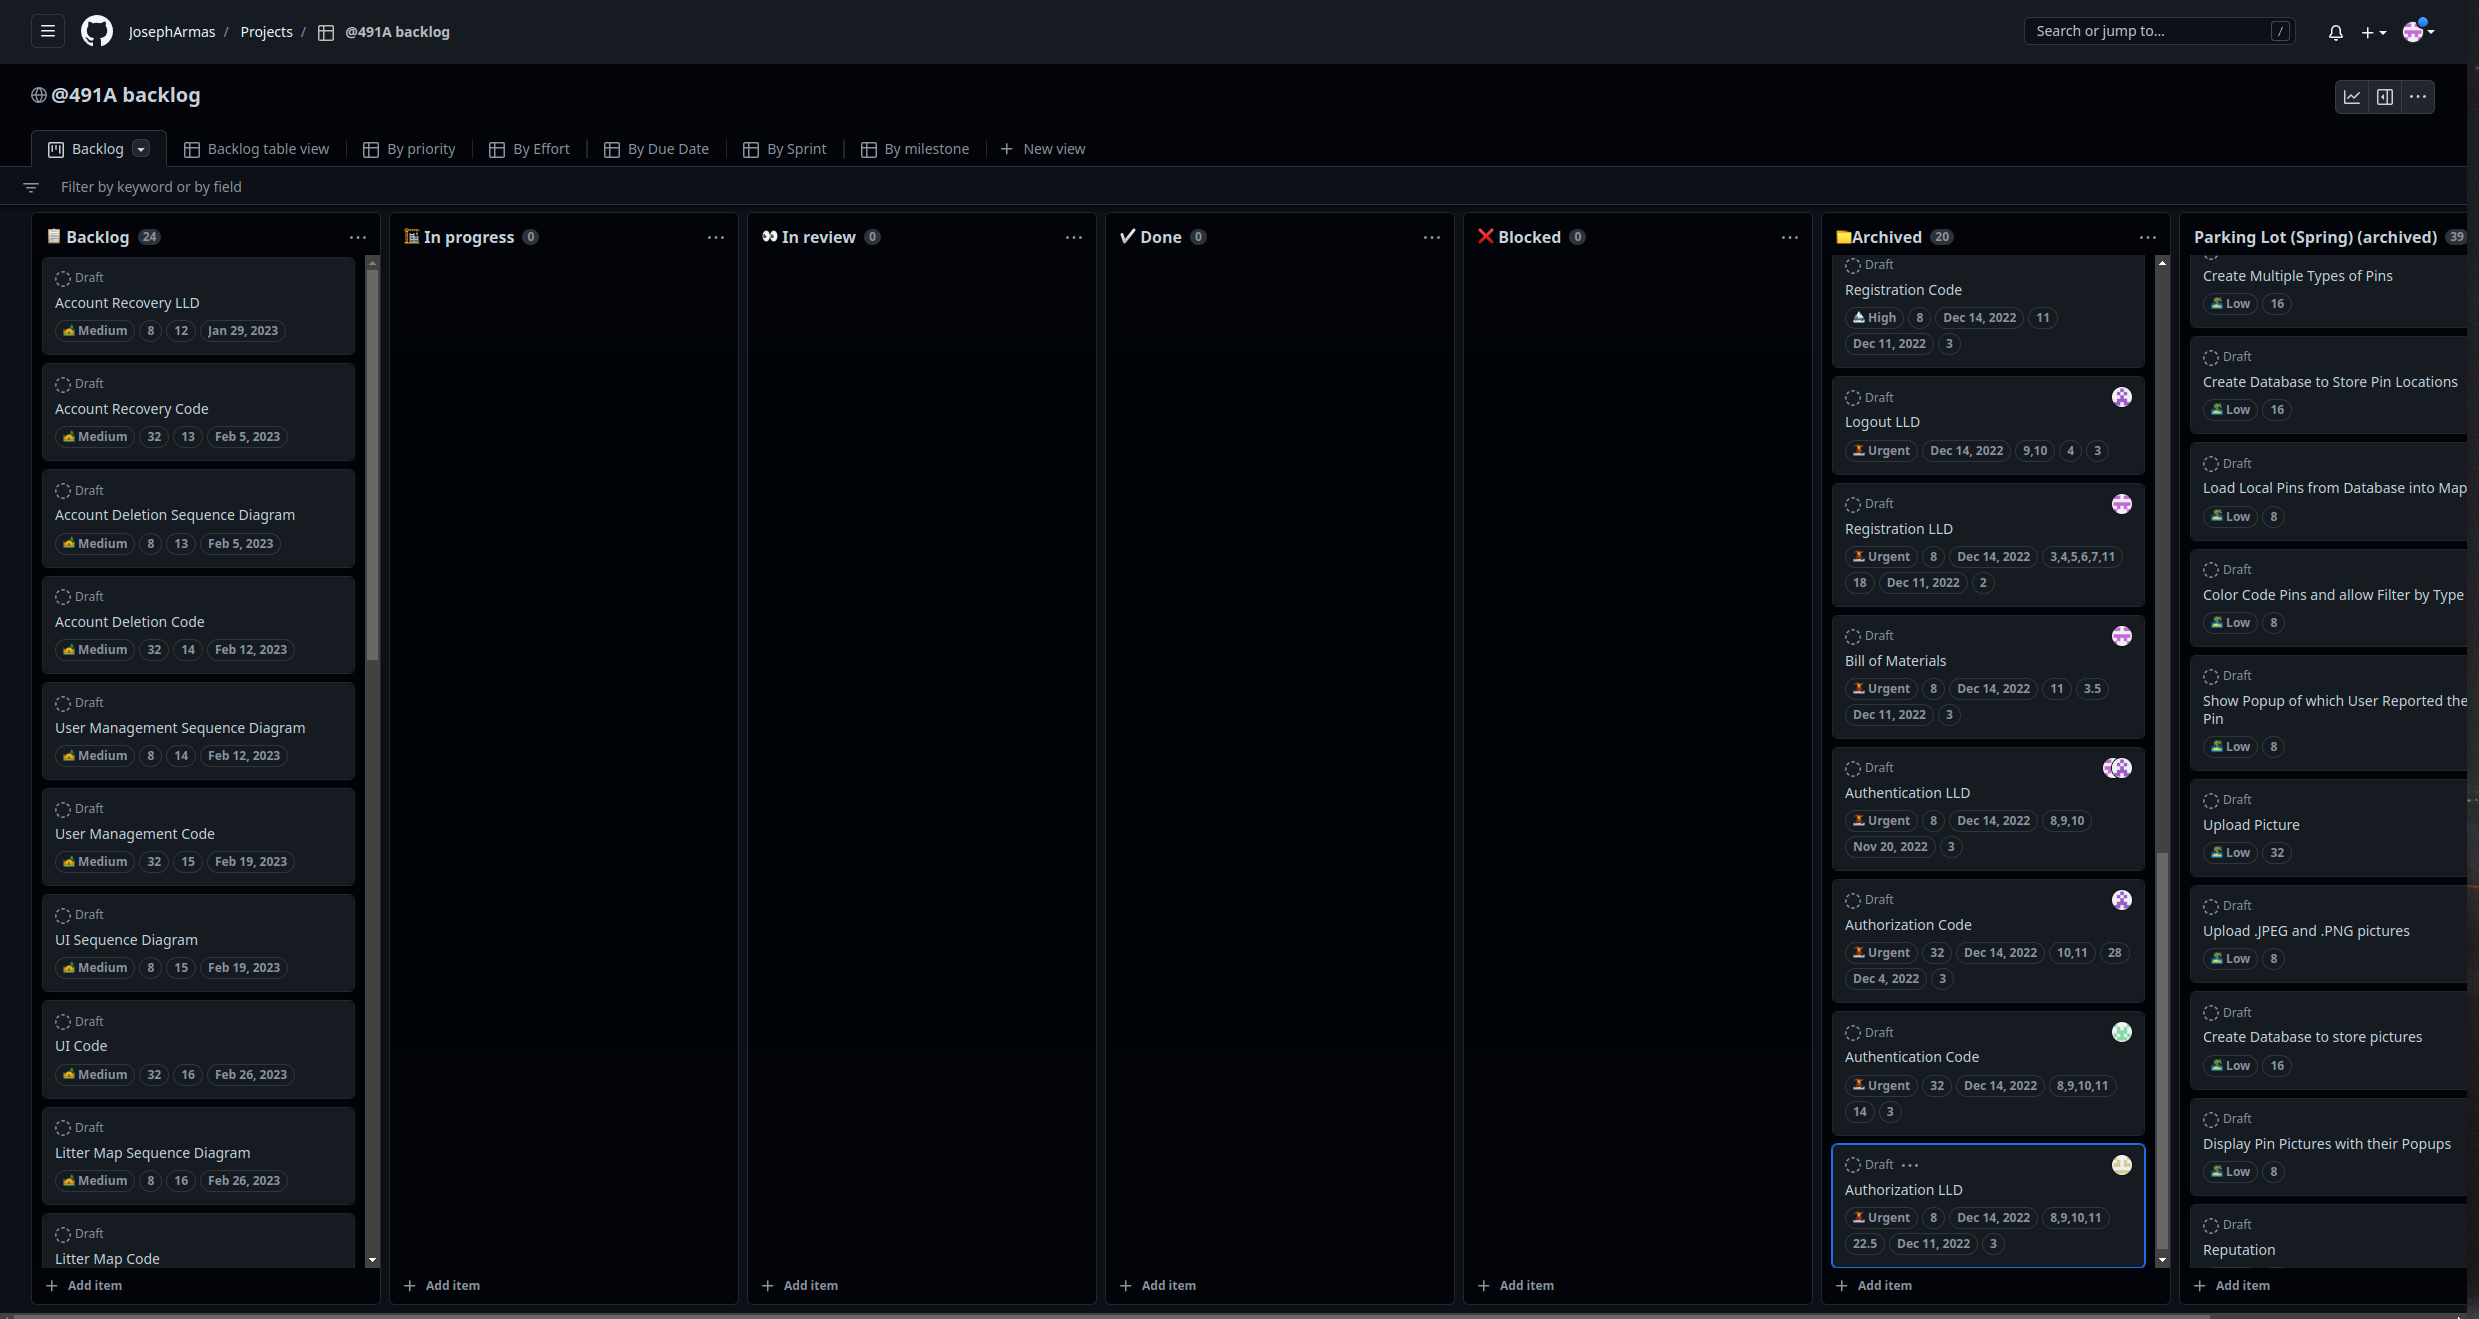 JosephArmas / Projects / @491A backlog
Search or jump to... /
@491A backlog
Backlog
Backlog table view
By priority
By Effort
By Due Date
By Sprint
By milestone
New view
Filter by keyword or by field
Backlog 24
Draft
Account Recovery LLD
Medium 8 12 Jan 29, 2023
Draft
Account Recovery Code
Medium 32 13 Feb 5, 2023
Draft
Account Deletion Sequence Diagram
Medium 8 13 Feb 5, 2023
Draft
Account Deletion Code
Medium 32 14 Feb 12, 2023
Draft
User Management Sequence Diagram
Medium 8 14 Feb 12, 2023
Draft
User Management Code
Medium 32 15 Feb 19, 2023
Draft
UI Sequence Diagram
Medium 8 15 Feb 19, 2023
Draft
UI Code
Medium 32 16 Feb 26, 2023
Draft
Litter Map Sequence Diagram
Medium 8 16 Feb 26, 2023
Draft
Litter Map Code
Add item
In progress 0
Add item
In review 0
Add item
Done 0
Add item
Blocked 0
Add item
Archived 20
Draft
Registration Code
High 8 Dec 14, 2022 11
Dec 11, 2022 3
Draft
Logout LLD
Urgent Dec 14, 2022 9,10 4 3
Draft
Registration LLD
Urgent 8 Dec 14, 2022 3,4,5,6,7,11
18 Dec 11, 2022 2
Draft
Bill of Materials
Urgent 8 Dec 14, 2022 11 3.5
Dec 11, 2022 3
Draft
Authentication LLD
Urgent 8 Dec 14, 2022 8,9,10
Nov 20, 2022 3
Draft
Authorization Code
Urgent 32 Dec 14, 2022 10,11 28
Dec 4, 2022 3
Draft
Authentication Code
Urgent 32 Dec 14, 2022 8,9,10,11
14 3
Draft
Authorization LLD
Urgent 8 Dec 14, 2022 8,9,10,11
22.5 Dec 11, 2022 3
Add item
Parking Lot (Spring) (archived) 39
Create Multiple Types of Pins
Low 16
Draft
Create Database to Store Pin Locations
Low 16
Draft
Load Local Pins from Database into Map
Low 8
Draft
Color Code Pins and allow Filter by Type
Low 8
Draft
Show Popup of which User Reported the
Pin
Low 8
Draft
Upload Picture
Low 32
Draft
Upload .JPEG and .PNG pictures
Low 8
Draft
Create Database to store pictures
Low 16
Draft
Display Pin Pictures with their Popups
Low 8
Draft
Reputation
Add item